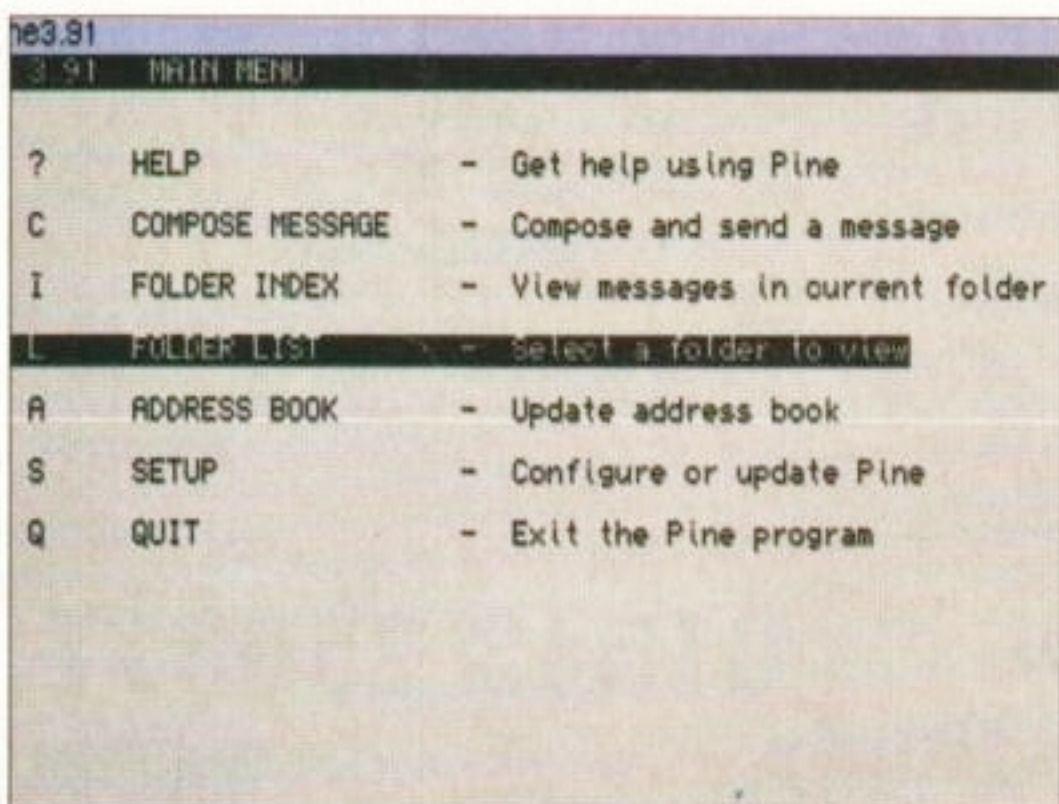 ne3.91
3.91 MAIN MENU
? HELP - Get help using Pine
C COMPOSE MESSAGE - Compose and send a message
I FOLDER INDEX - View messages in current folder
L FOLDER LIST - Select a folder to view
A ADDRESS BOOK - Update address book
S SETUP - Configure or update Pine
Q QUIT - Exit the Pine program